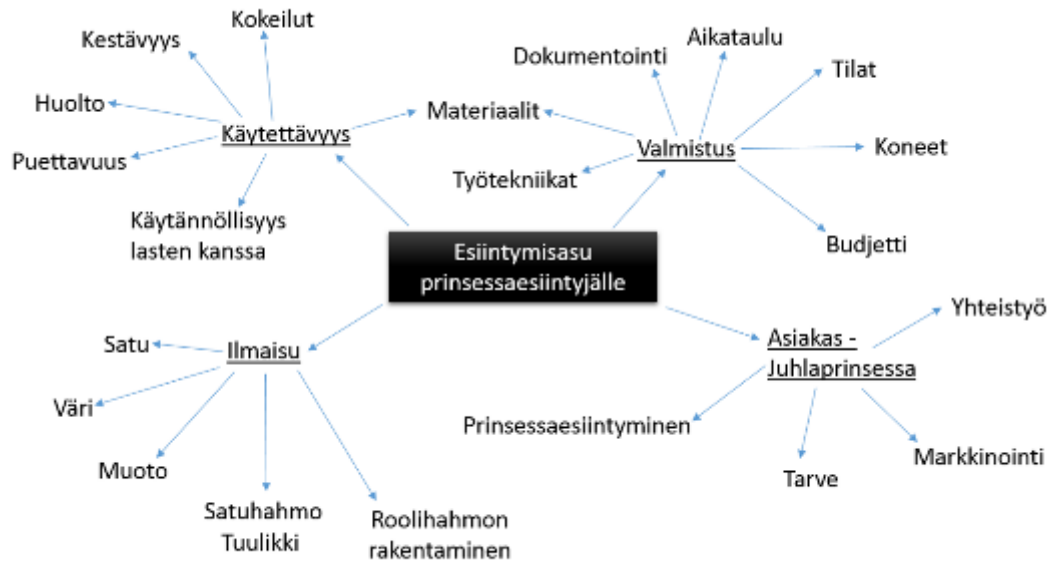 Kokeilut
Kestävyys
Huolto
Puettavuus
Käytettävyys
Käytännöllisyys
lasten kanssa
Materiaalit
Dokumentointi
Aikataulu
Tilat
Koneet
Valmistus
Työtekniikat
Budjetti
Esiintymisasu
prinsessaesiintyjälle
Satu
Ilmaisu
Väri
Muoto
Satuhahmo
Tuulikki
Roolihahmon
rakentaminen
Yhteistyö
Asiakas -
Juhlaprinsessa
Prinsessaesiintyminen
Tarve
Markkinointi